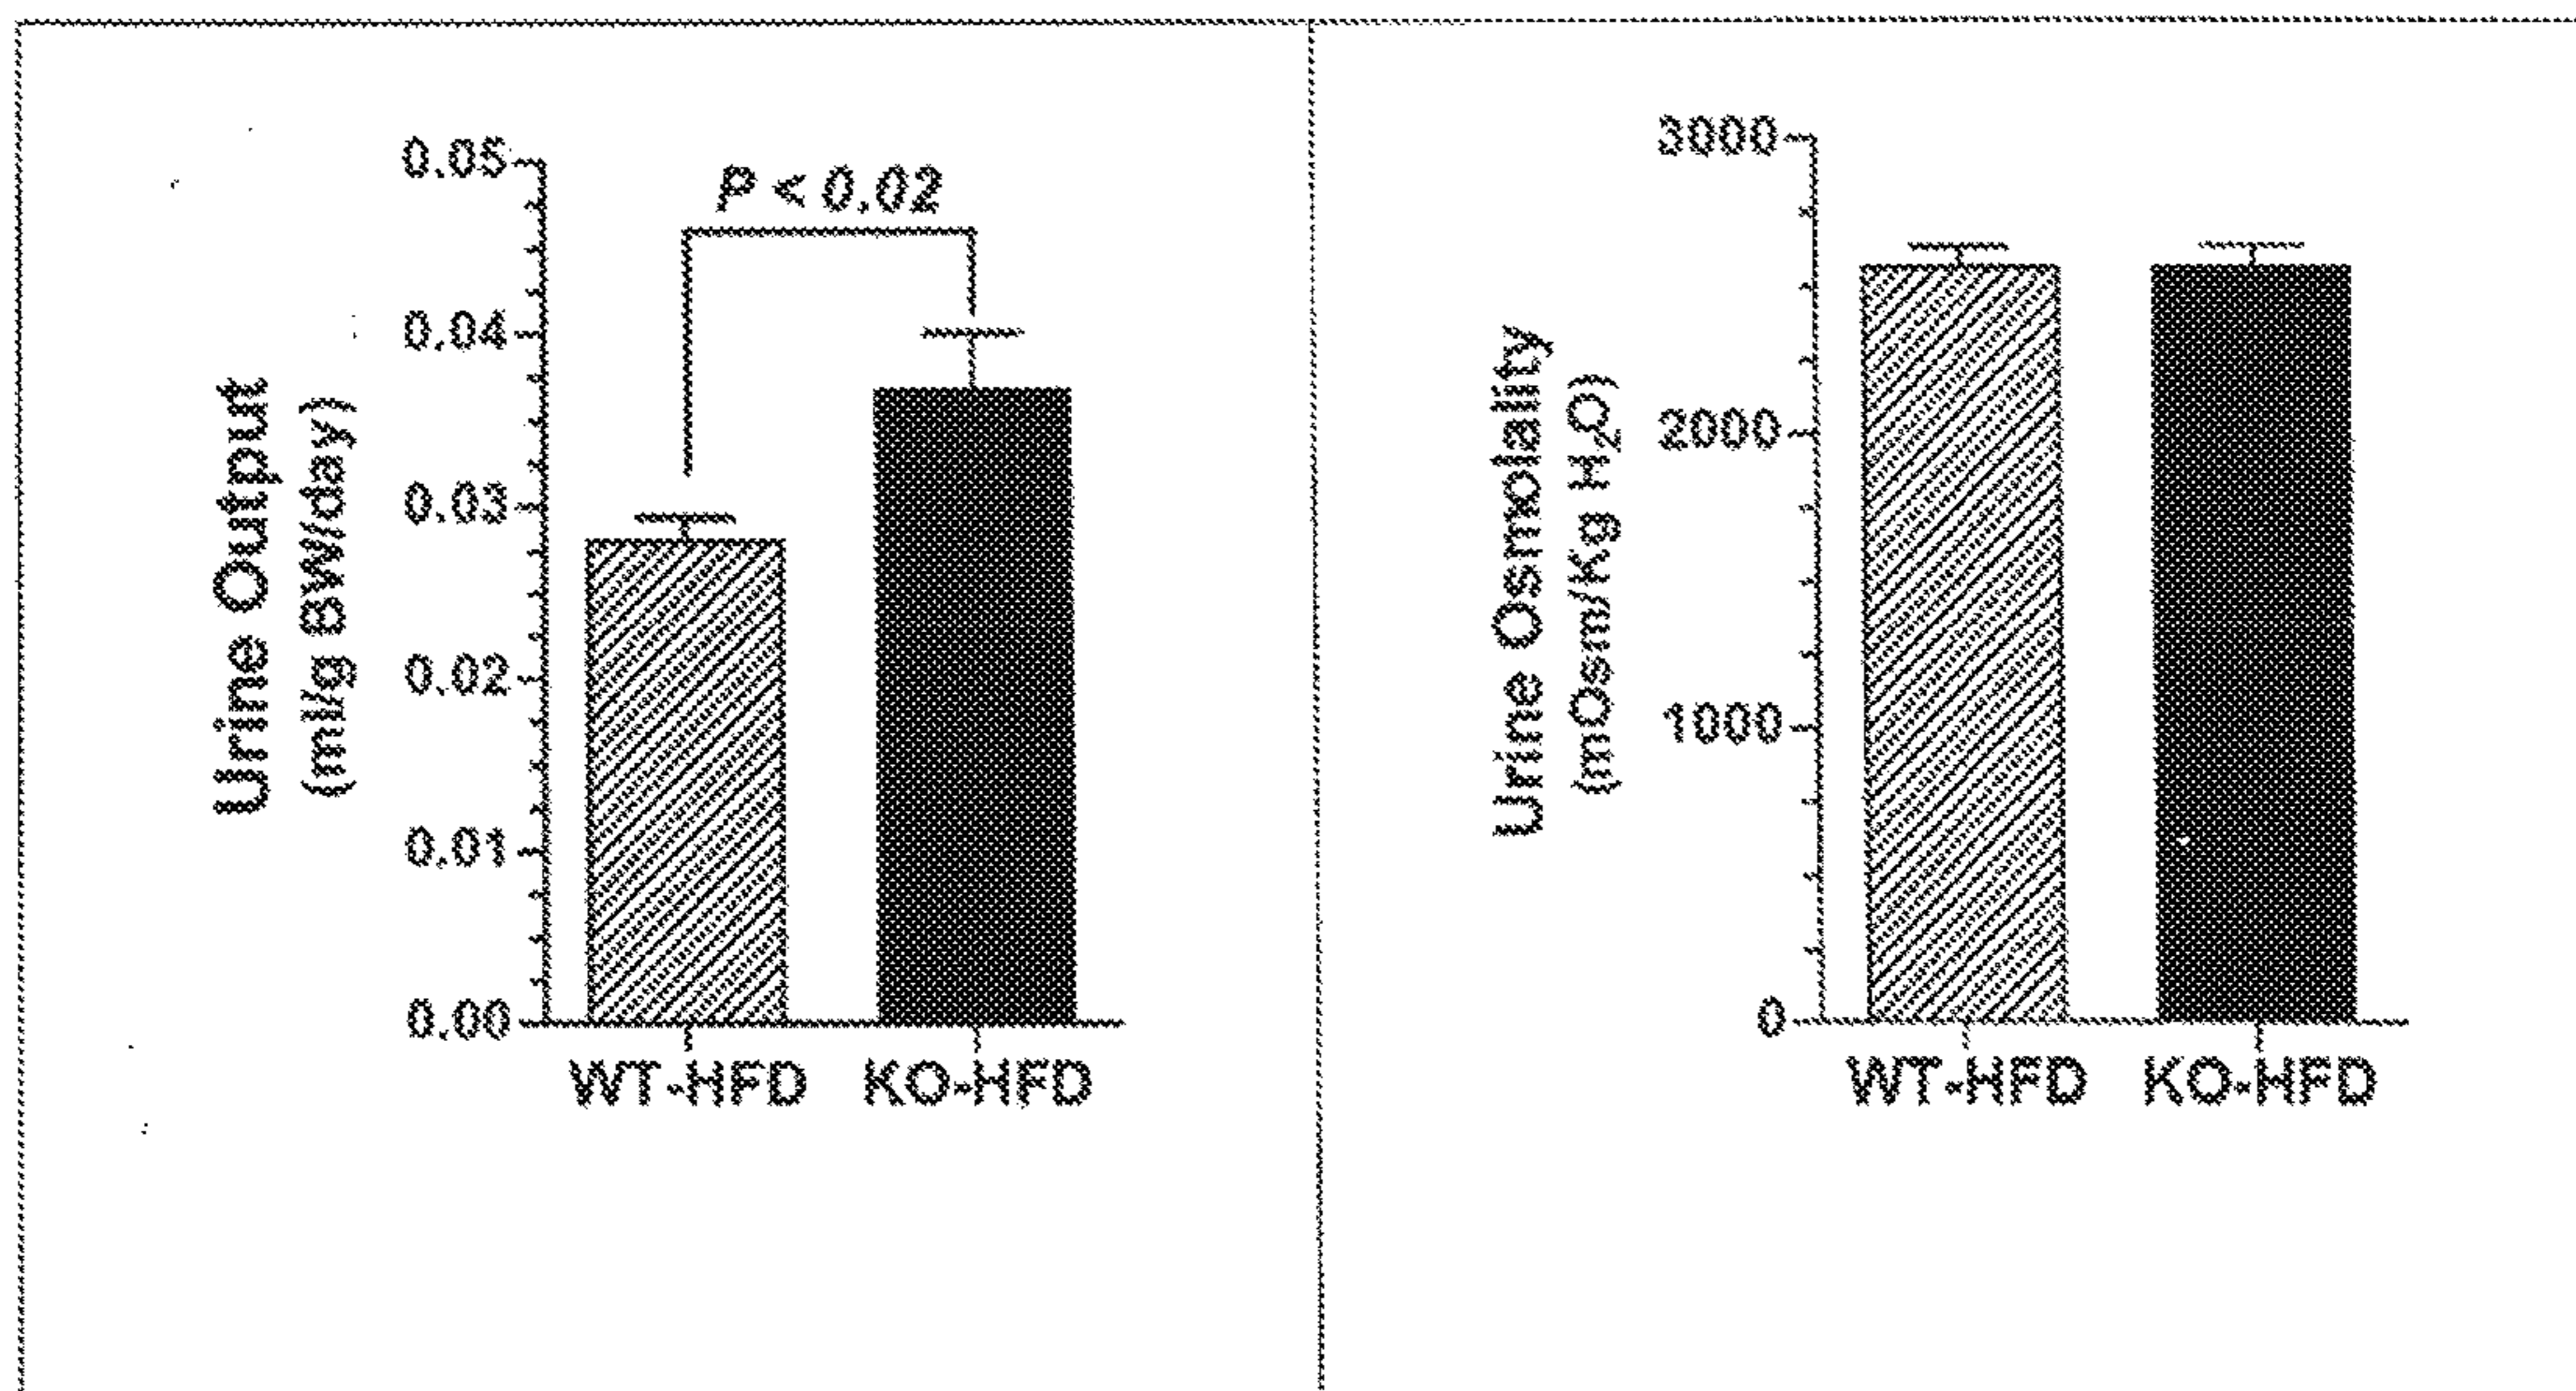 0.05
P < 0.02
0.04
0.03
0.02
0.01
0.00
Urine Output
(ml/g BW/day)
WT-HFD KO-HFD
3000
2000
1000
0
Urine Osmolality
(mOsm/Kg H₂O)
WT-HFD KO-HFD